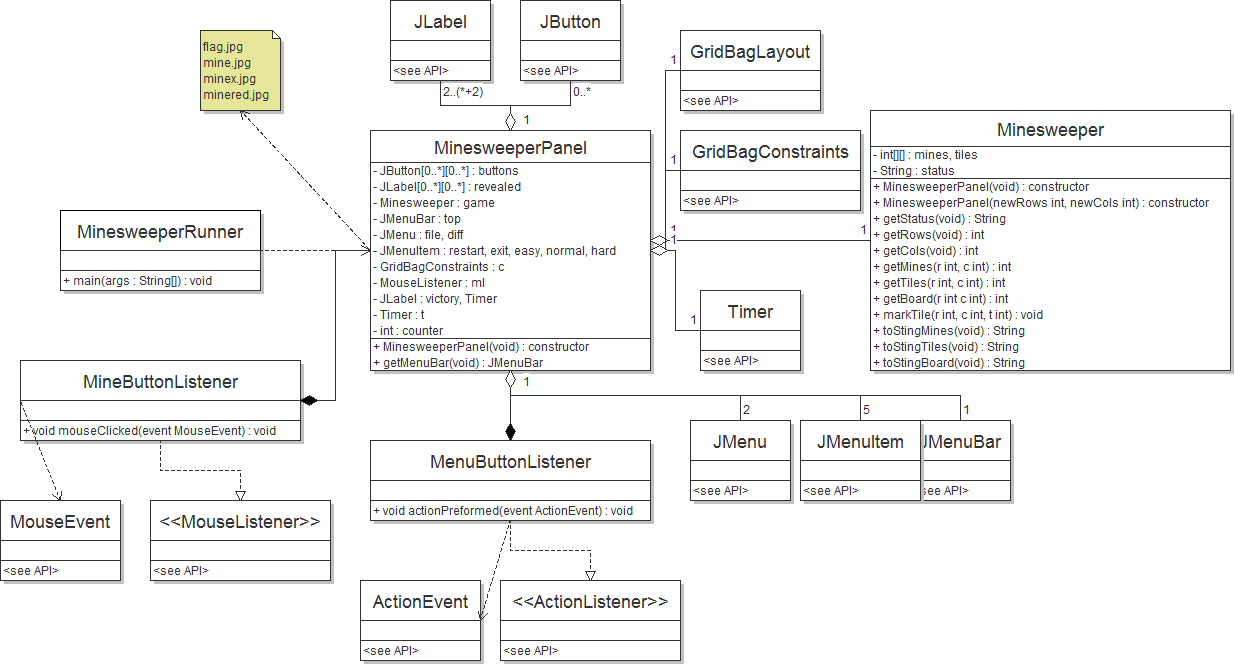 JLabel
<see API>
JButton
<see API>
2..(*+2)
0..*
1
flag.jpg
mine.jpg
minex.jpg
minered.jpg
1
GridBagLayout
<see API>
1
GridBagConstraints
<see API>
MinesweeperPanel
- JButton[0..*][0..*] : buttons
- JLabel[0..*][0..*] : revealed
- Minesweeper : game
- JMenuBar : top
- JMenu : file, diff
- JMenuItem : restart, exit, easy, normal, hard
- GridBagConstraints : c
- MouseListener : ml
- JLabel : victory, Timer
- Timer : t
- int : counter
+ MinesweeperPanel(void) : constructor
+ getMenuBar(void) : JMenuBar
1
1
1
Minesweeper
- int[][] : mines, tiles
- String : status
+ MinesweeperPanel(void) : constructor
+ MinesweeperPanel(newRows int, newCols int) : constructor
+ getStatus(void) : String
+ getRows(void) : int
+ getCols(void) : int
+ getMines(r int, c int) : int
+ getTiles(r int, c int) : int
+ getBoard(r int c int) : int
+ markTile(r int, c int, t int) : void
+ toStingMines(void) : String
+ toStingTiles(void) : String
+ toStingBoard(void) : String
MinesweeperRunner
+ main(args : String[]) : void
1
Timer
<see API>
MineButtonListener
+ void mouseClicked(event MouseEvent) : void
1
2
5
1
JMenu
<see API>
JMenuItem
<see API>
JMenuBar
see API>
MenuButtonListener
+ void actionPreformed(event ActionEvent) : void
MouseEvent
<see API>
<<MouseListener>>
<see API>
ActionEvent
<see API>
<<ActionListener>>
<see API>